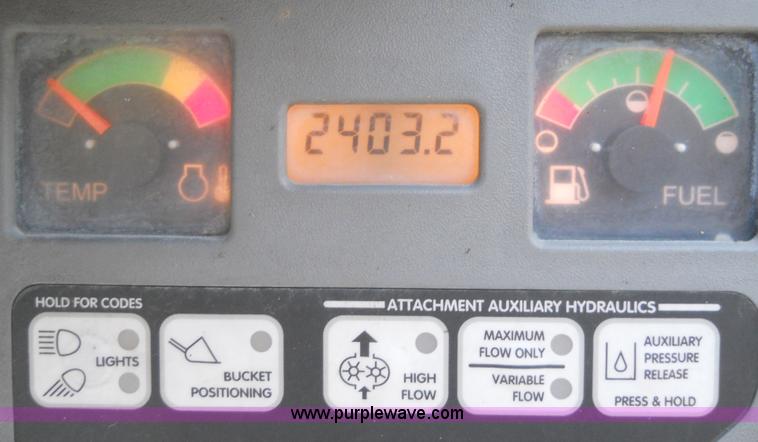 2403.2
TEMP
FUEL
HOLD FOR CODES
ATTACHMENT AUXILIARY HYDRAULICS
LIGHTS
BUCKET
POSITIONING
HIGH
FLOW
MAXIMUM
FLOW ONLY
VARIABLE
FLOW
AUXILIARY
PRESSURE
RELEASE
PRESS & HOLD
www.purplewave.com